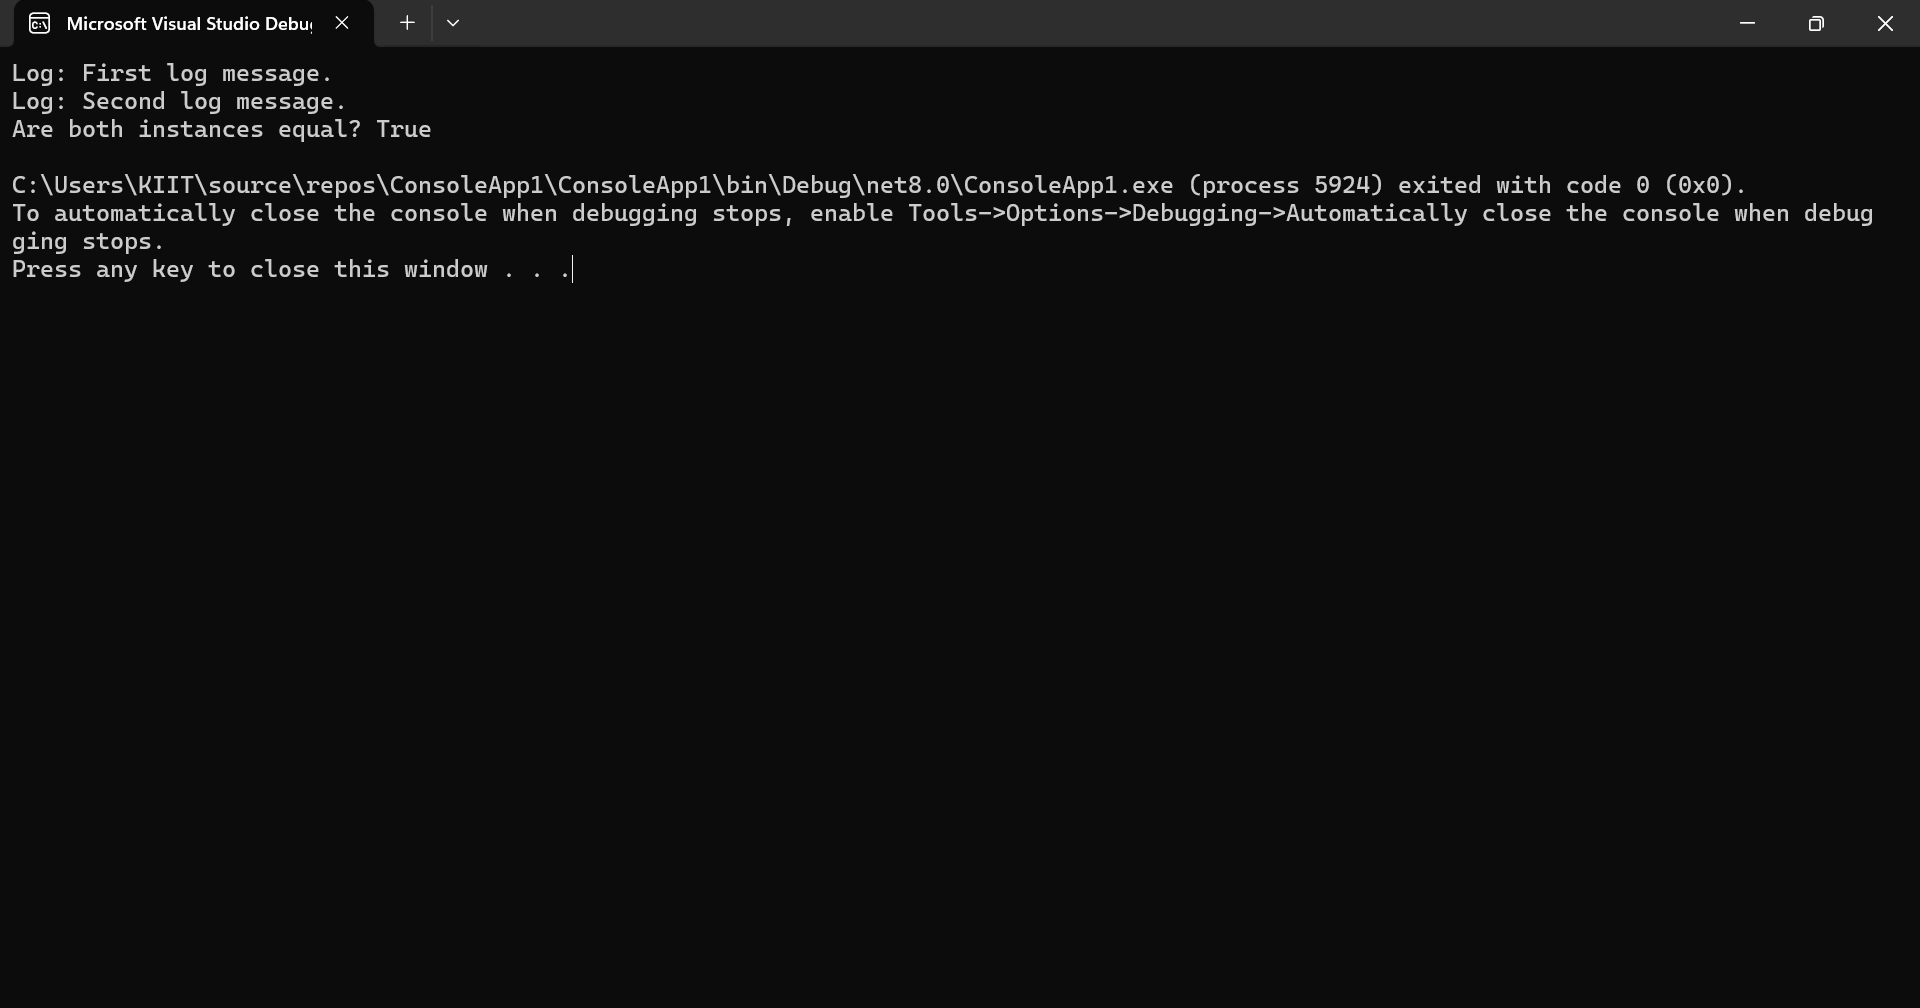 Microsoft Visual Studio Debu
Log: First log message.
Log: Second log message.
Are both instances equal? True
C:\Users\KIIT\source\repos\ConsoleApp1\ConsoleApp1\bin\Debug\net8.0\ConsoleApp1.exe (process 5924) exited with code 0 (0x0).
To automatically close the console when debugging stops, enable Tools->Options->Debugging->Automatically close the console when debug
ging stops.
Press any key to close this window . . .